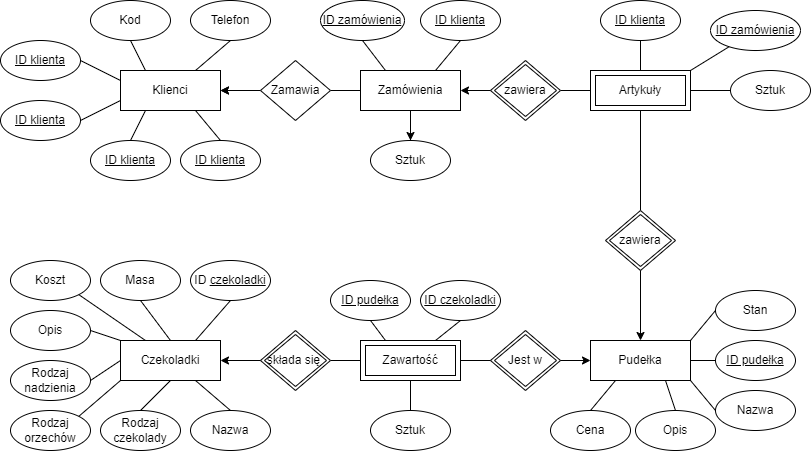 Kod
Telefon
ID zamówienia
ID klienta
ID klienta
ID zamówienia
ID klienta
Klienci
Zamawia
Zamówienia
zawiera
Artykuły
Sztuk
ID klienta
ID klienta
ID klienta
Sztuk
zawiera
Koszt
Masa
ID czekoladki
ID pudełka
ID czekoladki
Stan
Opis
Czekoladki
składa się
Zawartość
Jest w
Pudełka
ID pudełka
Rodzaj
nadzienia
Nazwa
Rodzaj
orzechów
Rodzaj
czekolady
Nazwa
Sztuk
Cena
Opis